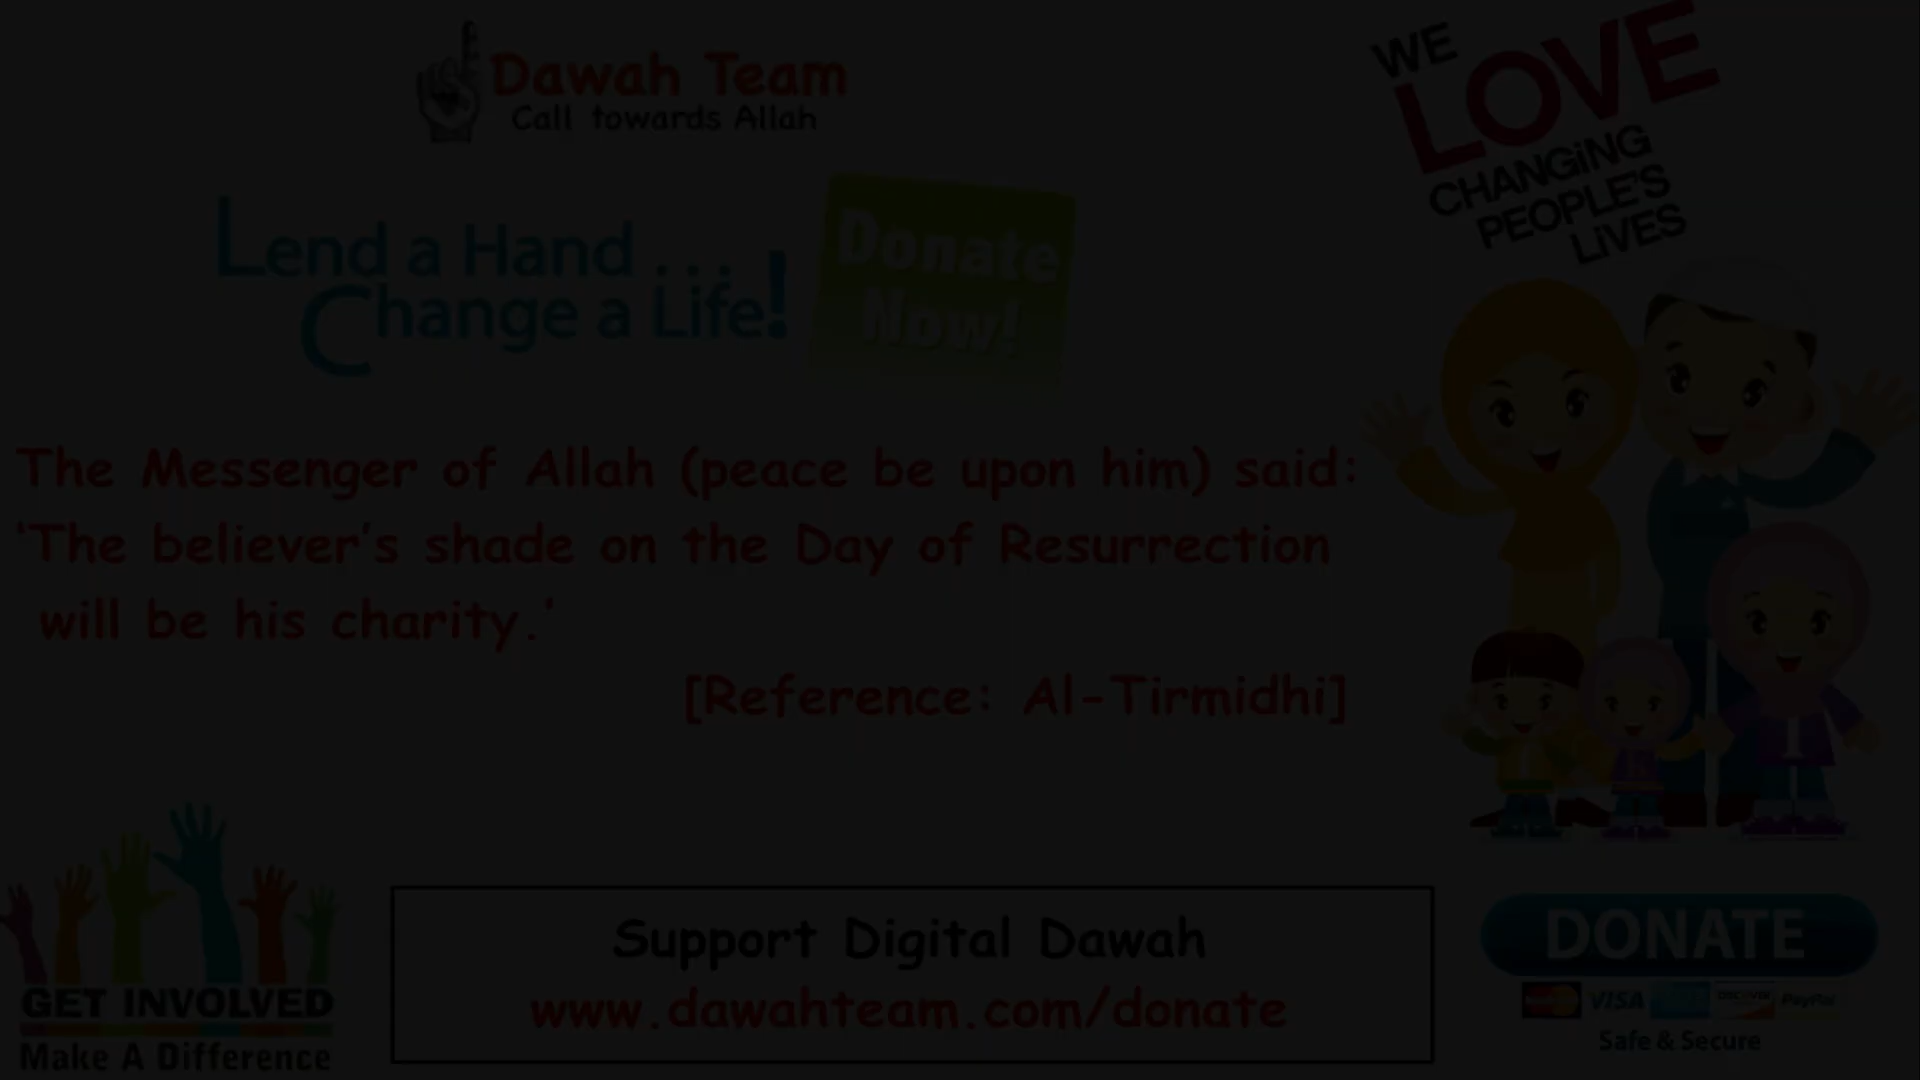 Dawah Team
Call towards Allah
WE
LOVE
CHANGiNG
PEOPLE'S
LiVES
Lend a Hand . . .
Change a Life!
Donate
Now!
The Messenger of Allah (peace be upon him) said:
‘The believer’s shade on the Day of Resurrection
will be his charity.’
[Reference: Al-Tirmidhi]
GET INVOLVED
Make A Difference
Support Digital Dawah
www.dawahteam.com/donate
DONATE
VISA
DISCOVER
PayPal
Safe & Secure